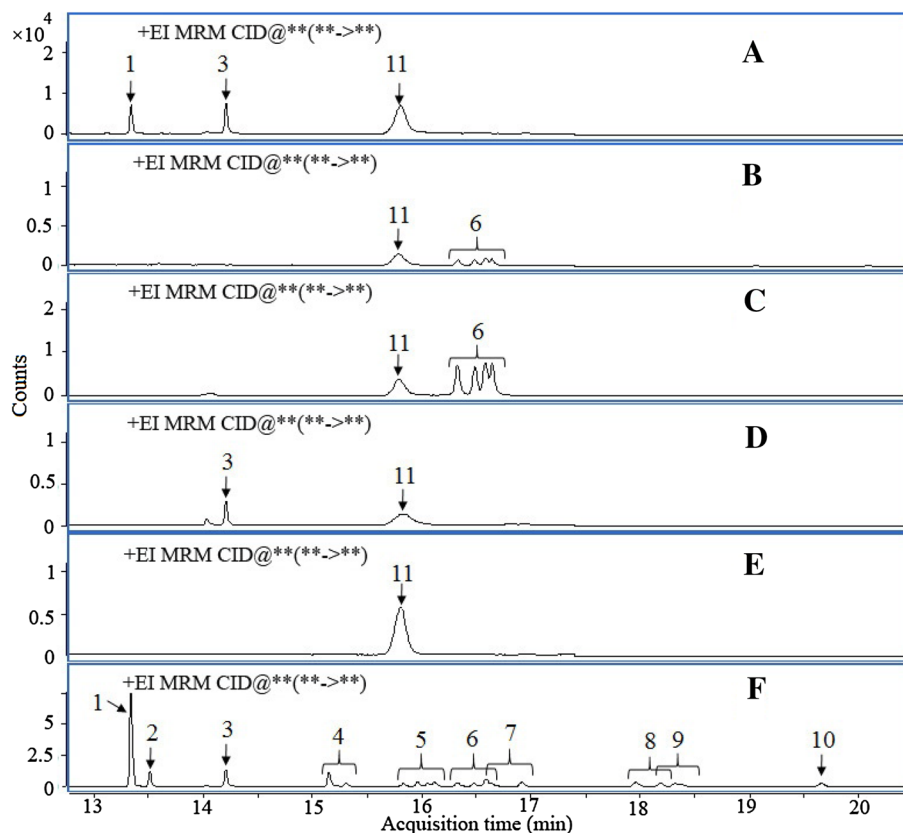 ×10⁴
+EI MRM CID@**(**->**)
A
1 3 11
2
1
0
+EI MRM CID@**(**->**)
B
11 6
1
0.5
0
+EI MRM CID@**(**->**)
C
11 6
2
1
0
Counts
+EI MRM CID@**(**->**)
D
3 11
1
0.5
0
+EI MRM CID@**(**->**)
E
11
1
0.5
0
+EI MRM CID@**(**->**)
F
1 2 3 4 5 6 7 8 9 10
5
2.5
0
13 14 15 16 17 18 19 20
Acquisition time (min)